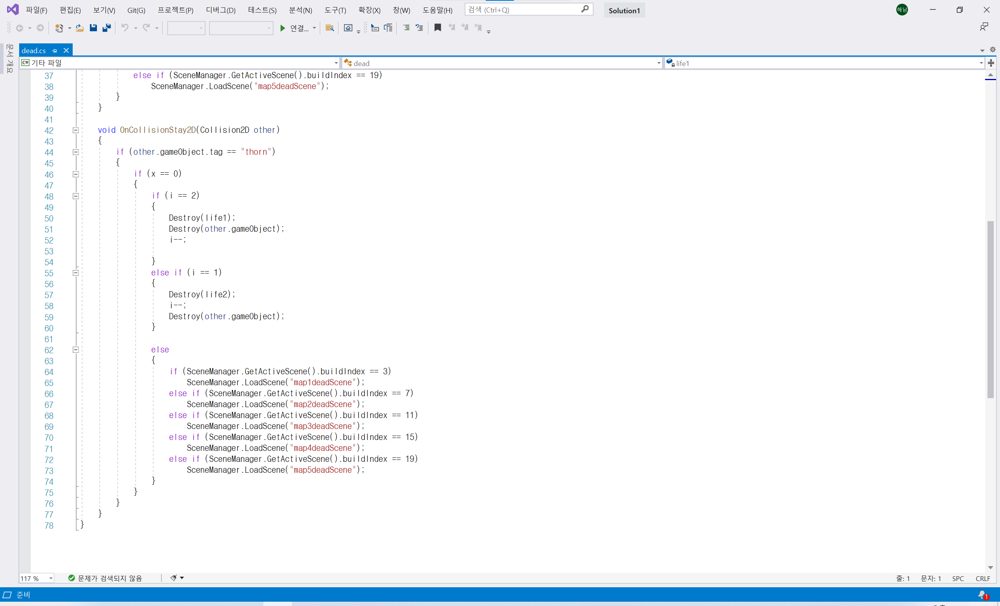 파일(F) 편집(E) 보기(V) Git(G) 프로젝트(P) 디버그(D) 테스트(S) 분석(N) 도구(T) 확장(X) 창(W) 도움말(H) 검색 (Ctrl+Q) Solution1 혜남
연결...
문서 개요
dead.cs
C# 기타 파일 dead life1
37 else if (SceneManager.GetActiveScene().buildIndex == 19)
38 SceneManager.LoadScene("map5deadScene");
39 }
40 }
41
42 void OnCollisionStay2D(Collision2D other)
43 {
44 if (other.gameObject.tag == "thorn")
45 {
46 if (x == 0)
47 {
48 if (i == 2)
49 {
50 Destroy(life1);
51 Destroy(other.gameObject);
52 i--;
53
54 }
55 else if (i == 1)
56 {
57 Destroy(life2);
58 i--;
59 Destroy(other.gameObject);
60 }
61
62 else
63 {
64 if (SceneManager.GetActiveScene().buildIndex == 3)
65 SceneManager.LoadScene("map1deadScene");
66 else if (SceneManager.GetActiveScene().buildIndex == 7)
67 SceneManager.LoadScene("map2deadScene");
68 else if (SceneManager.GetActiveScene().buildIndex == 11)
69 SceneManager.LoadScene("map3deadScene");
70 else if (SceneManager.GetActiveScene().buildIndex == 15)
71 SceneManager.LoadScene("map4deadScene");
72 else if (SceneManager.GetActiveScene().buildIndex == 19)
73 SceneManager.LoadScene("map5deadScene");
74 }
75 }
76 }
77 }
78 }
117 % 문제가 검색되지 않음 줄: 1 문자: 1 SPC CRLF
준비 1